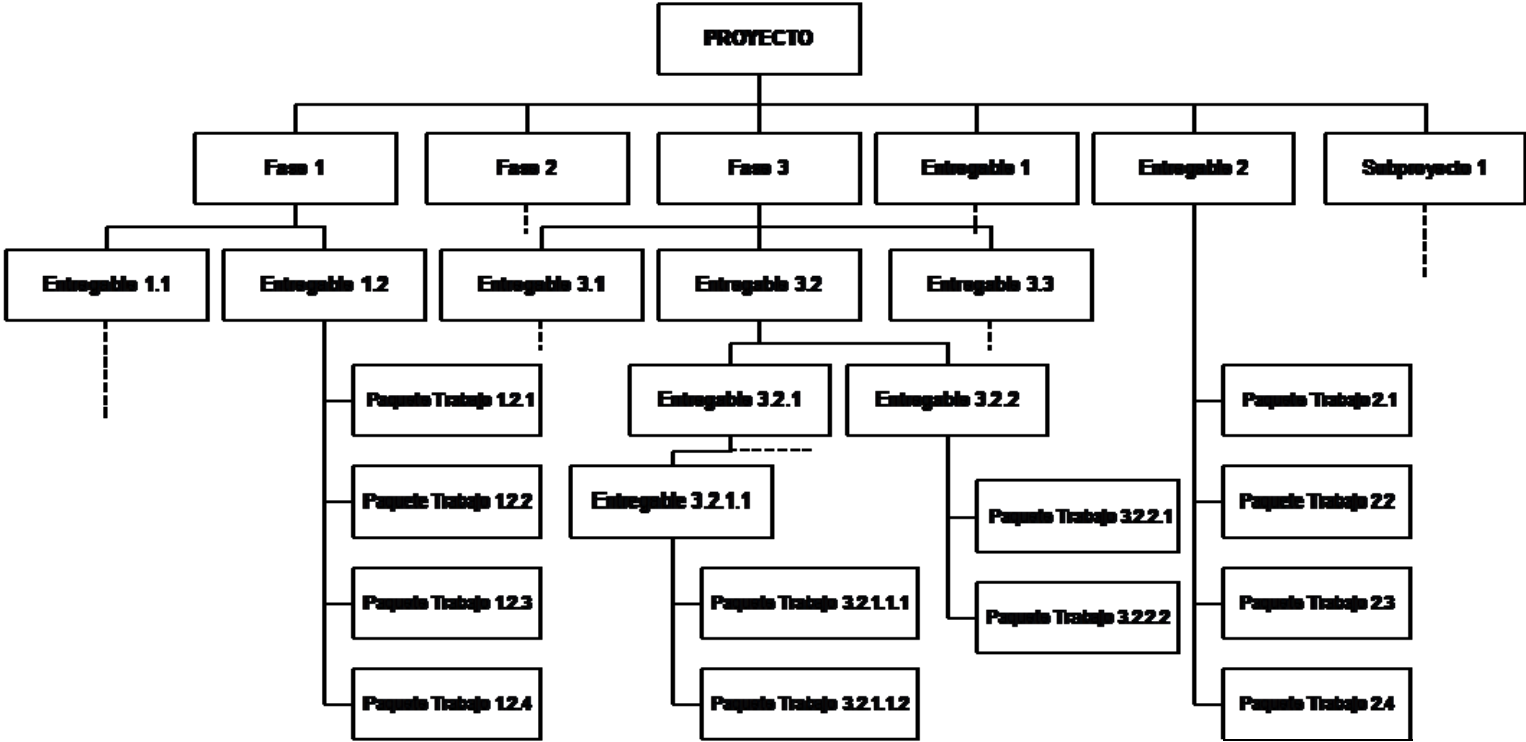 PROYECTO
Fase 1
Fase 2
Fase 3
Entregable 1
Entregable 2
Subproyecto 1
Entregable 1.1
Entregable 1.2
Entregable 3.1
Entregable 3.2
Entregable 3.3
Paquete Trabajo 1.2.1
Entregable 3.2.1
Entregable 3.2.2
Paquete Trabajo 2.1
Paquete Trabajo 1.2.2
Entregable 3.2.1.1
Paquete Trabajo 3.2.2.1
Paquete Trabajo 2.2
Paquete Trabajo 1.2.3
Paquete Trabajo 3.2.1.1.1
Paquete Trabajo 3.2.2.2
Paquete Trabajo 2.3
Paquete Trabajo 1.2.4
Paquete Trabajo 3.2.1.1.2
Paquete Trabajo 2.4